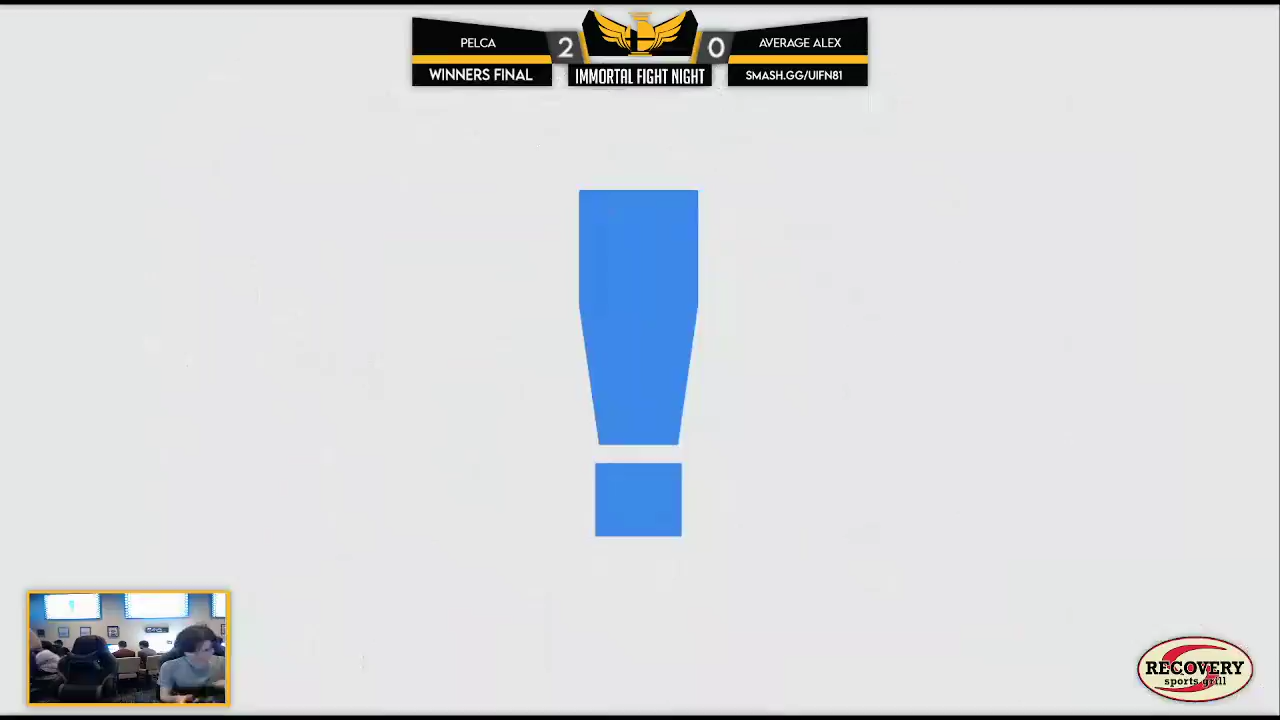 PELCA
2
0
AVERAGE ALEX
WINNERS FINAL
IMMORTAL FIGHT NIGHT
SMASH.GG/UIFN81
!
RECOVERY
sports grill